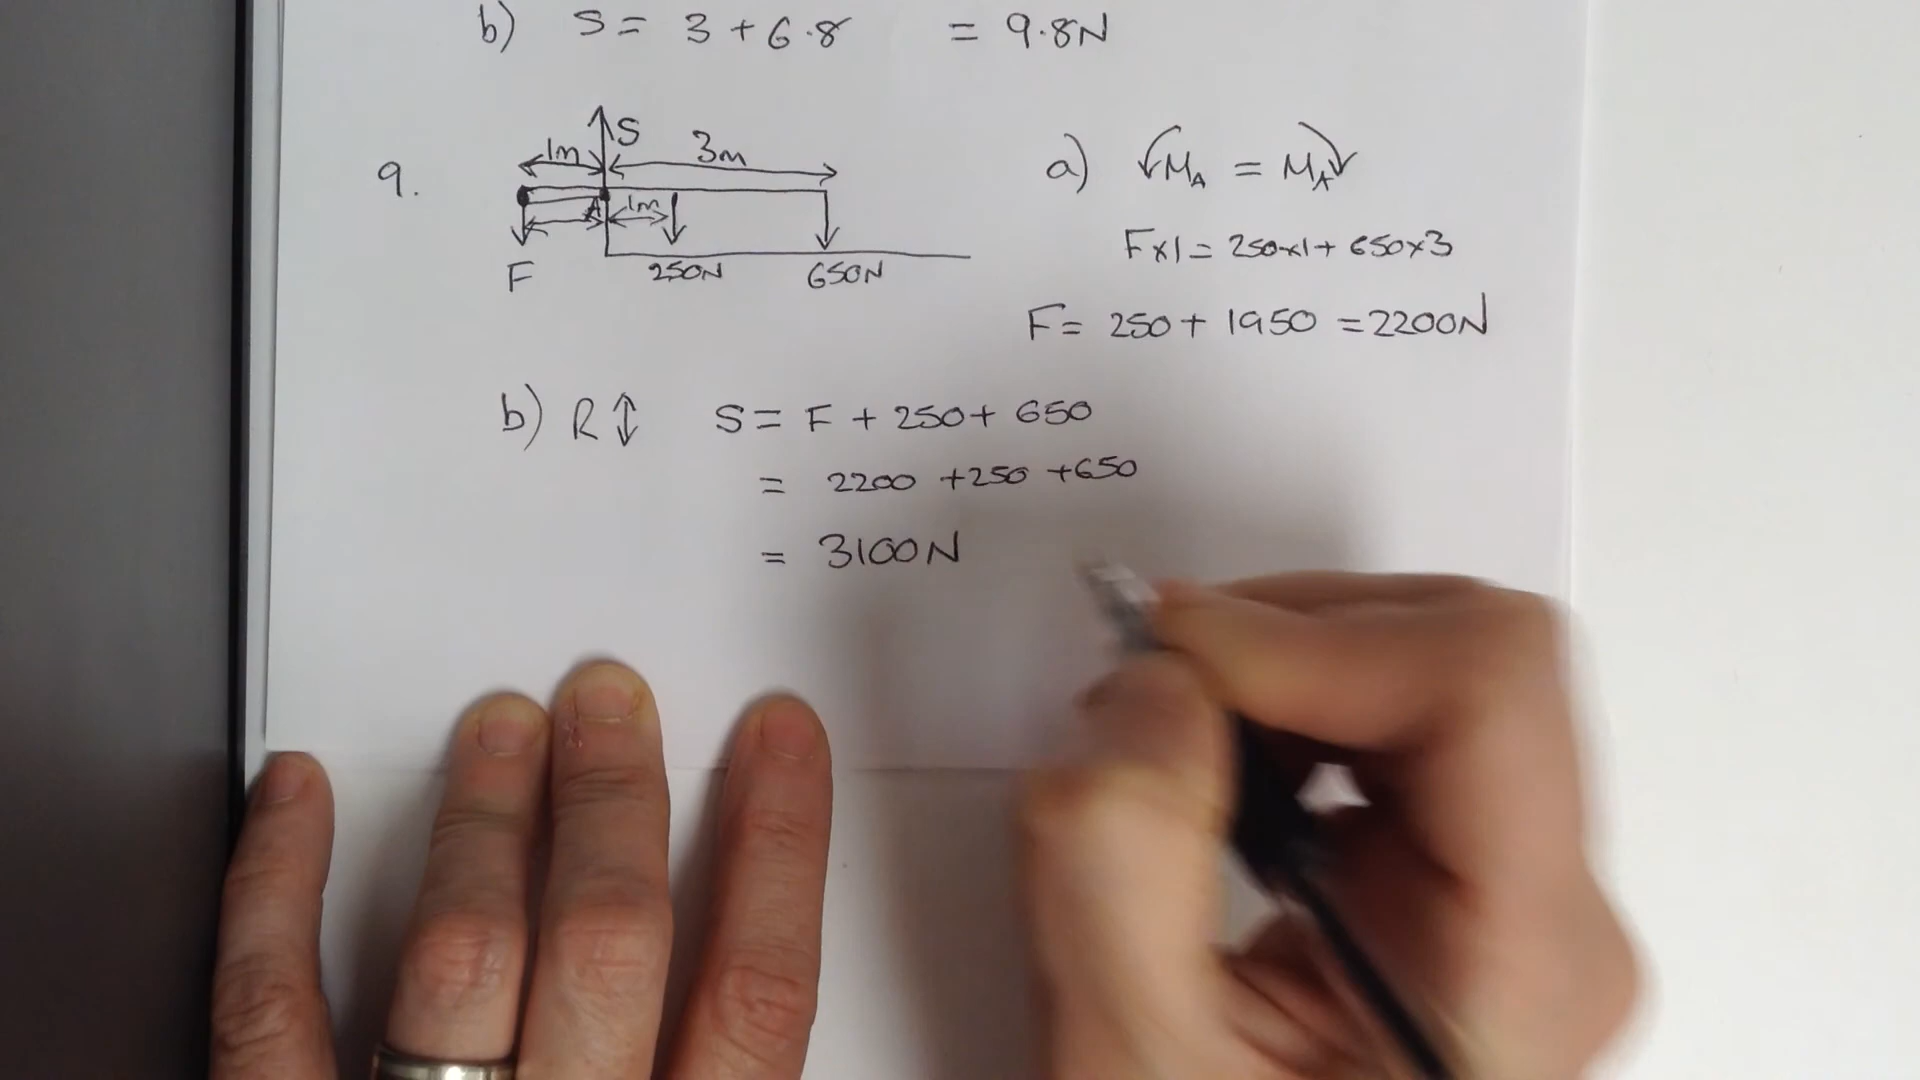 b) S = 3 + 6.8 = 9.8N
9.
S
1m 3m
A 1m
F 250N 650N
a) M_A = M_A
F×1 = 250×1 + 650×3
F = 250 + 1950 = 2200N
b) R↕ S = F + 250 + 650
= 2200 + 250 + 650
= 3100N